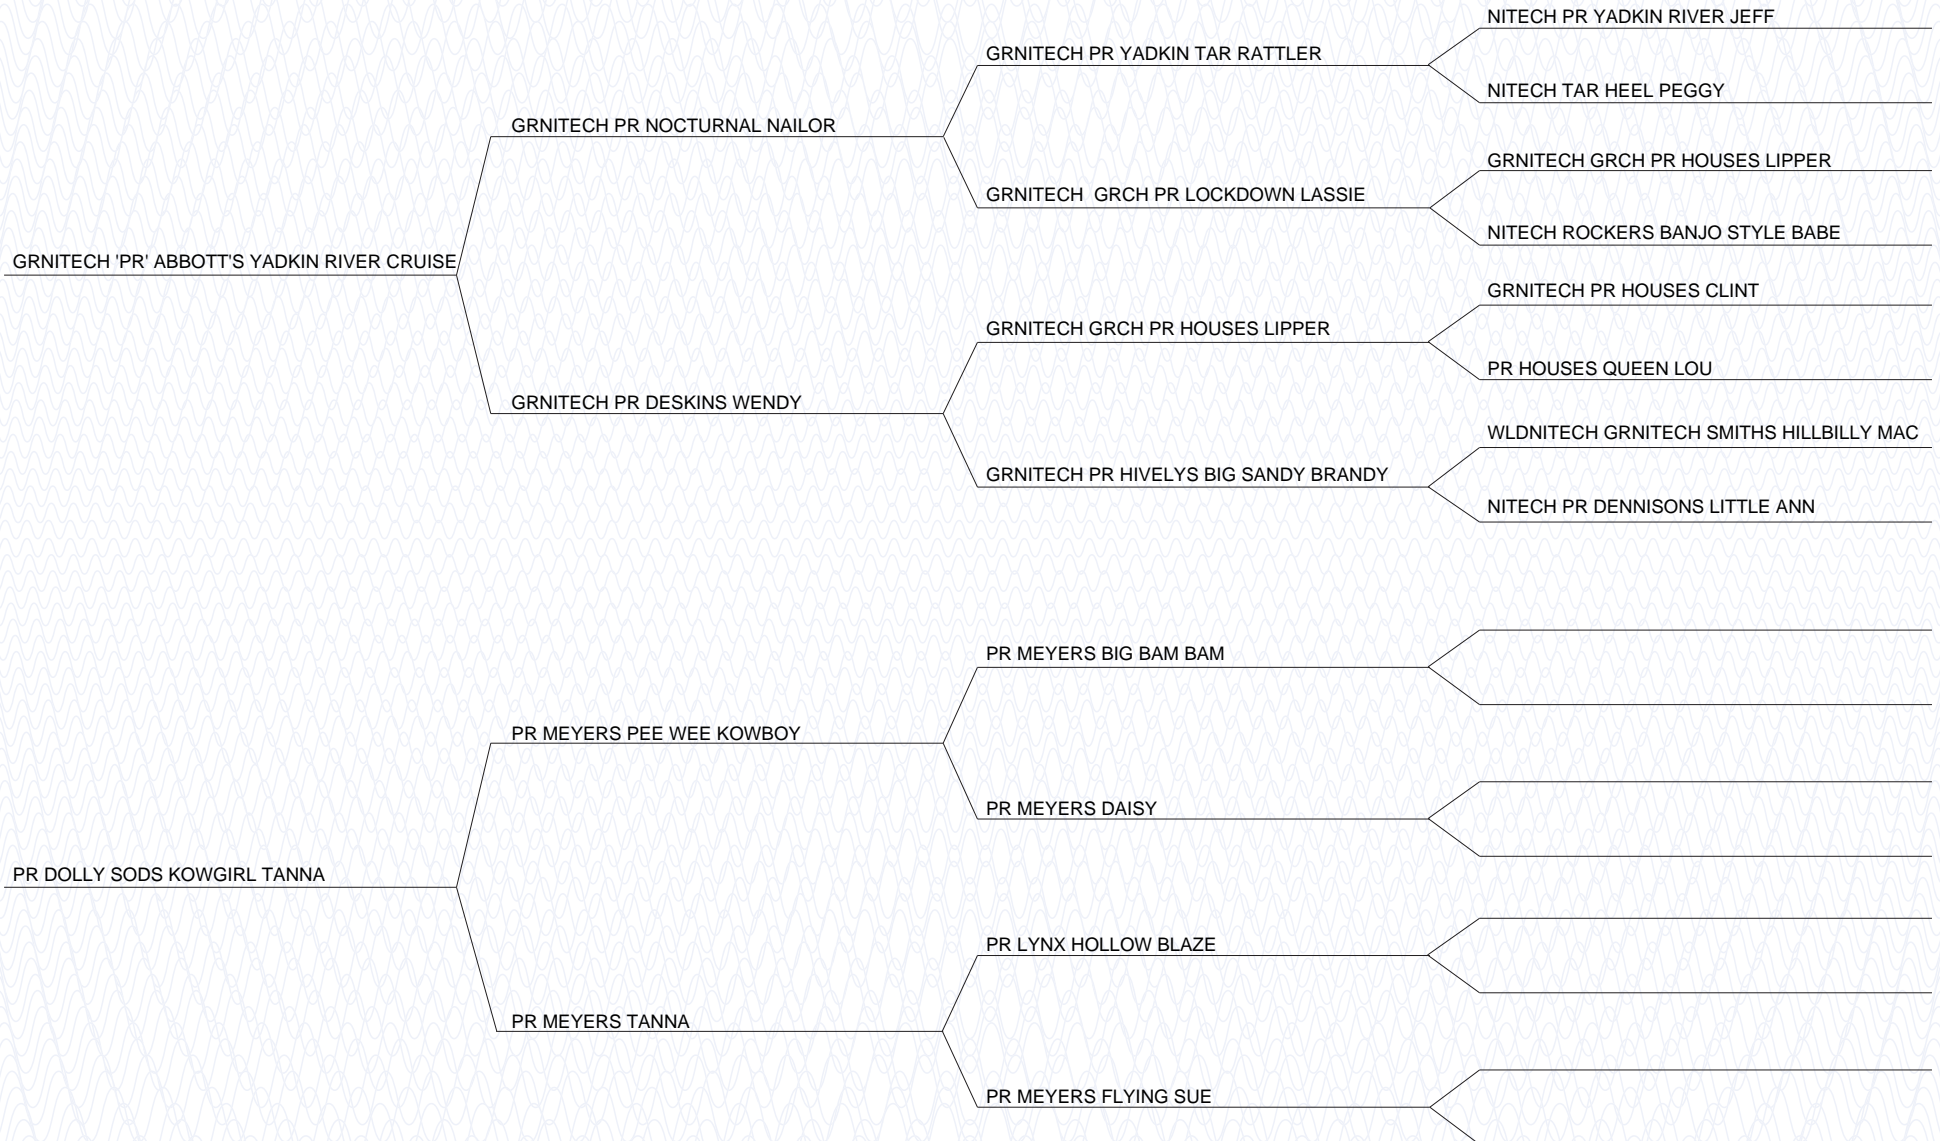 NITECH PR YADKIN RIVER JEFF
GRNITECH PR YADKIN TAR RATTLER
NITECH TAR HEEL PEGGY
GRNITECH PR NOCTURNAL NAILOR
GRNITECH GRCH PR HOUSES LIPPER
GRNITECH  GRCH PR LOCKDOWN LASSIE
NITECH ROCKERS BANJO STYLE BABE
GRNITECH 'PR' ABBOTT'S YADKIN RIVER CRUISE
GRNITECH PR HOUSES CLINT
GRNITECH GRCH PR HOUSES LIPPER
PR HOUSES QUEEN LOU
GRNITECH PR DESKINS WENDY
WLDNITECH GRNITECH SMITHS HILLBILLY MAC
GRNITECH PR HIVELYS BIG SANDY BRANDY
NITECH PR DENNISONS LITTLE ANN
PR MEYERS BIG BAM BAM
PR MEYERS PEE WEE KOWBOY
PR MEYERS DAISY
PR DOLLY SODS KOWGIRL TANNA
PR LYNX HOLLOW BLAZE
PR MEYERS TANNA
PR MEYERS FLYING SUE